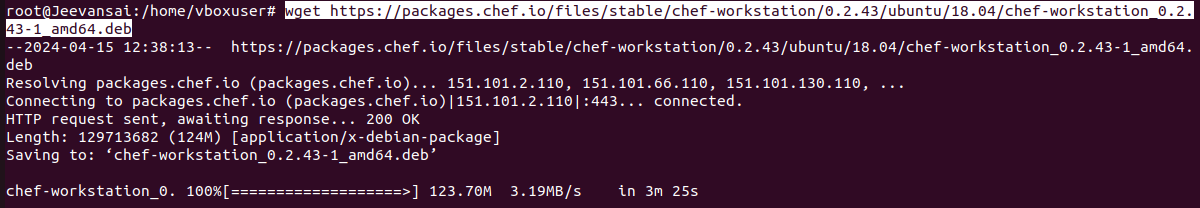 root@Jeevansai:/home/vboxuser# wget https://packages.chef.io/files/stable/chef-workstation/0.2.43/ubuntu/18.04/chef-workstation_0.2.
43-1_amd64.deb
--2024-04-15 12:38:13--  https://packages.chef.io/files/stable/chef-workstation/0.2.43/ubuntu/18.04/chef-workstation_0.2.43-1_amd64.
deb
Resolving packages.chef.io (packages.chef.io)... 151.101.2.110, 151.101.66.110, 151.101.130.110, ...
Connecting to packages.chef.io (packages.chef.io)|151.101.2.110|:443... connected.
HTTP request sent, awaiting response... 200 OK
Length: 129713682 (124M) [application/x-debian-package]
Saving to: ‘chef-workstation_0.2.43-1_amd64.deb’
chef-workstation_0. 100%[===================>] 123.70M  3.19MB/s    in 3m 25s